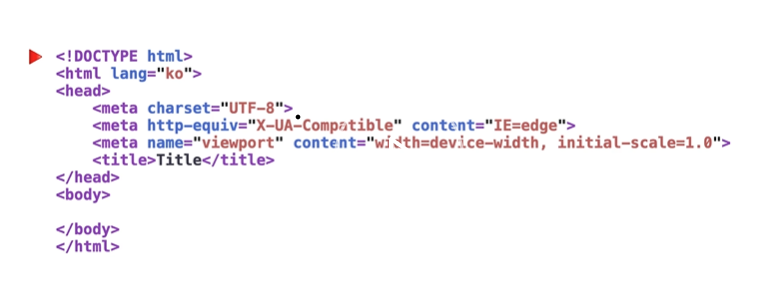 <!DOCTYPE html>
<html lang="ko">
<head>
    <meta charset="UTF-8">
    <meta http-equiv="X-UA-Compatible" content="IE=edge">
    <meta name="viewport" content="width=device-width, initial-scale=1.0">
    <title>Title</title>
</head>
<body>

</body>
</html>